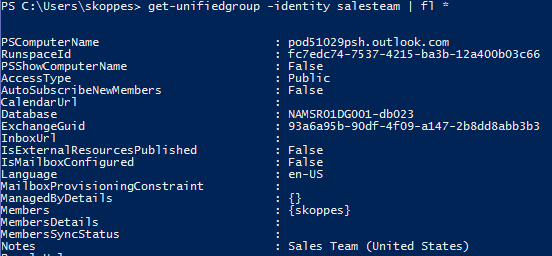 PS C:\Users\skoppes> get-unifiedgroup -identity salesteam | fl *
PSComputerName : pod51029psh.outlook.com
RunspaceId : fc7edc74-7537-4215-ba3b-12a400b03c66
PSShowComputerName : False
AccessType : Public
AutoSubscribeNewMembers : False
CalendarUrl :
Database : NAMSR01DG001-db023
ExchangeGuid : 93a6a95b-90df-4f09-a147-2b8dd8abb3b3
InboxUrl :
IsExternalResourcesPublished : False
IsMailboxConfigured : False
Language : en-US
MailboxProvisioningConstraint :
ManagedByDetails : {}
Members : {skoppes}
MembersDetails :
MembersSyncStatus :
Notes : Sales Team (United States)